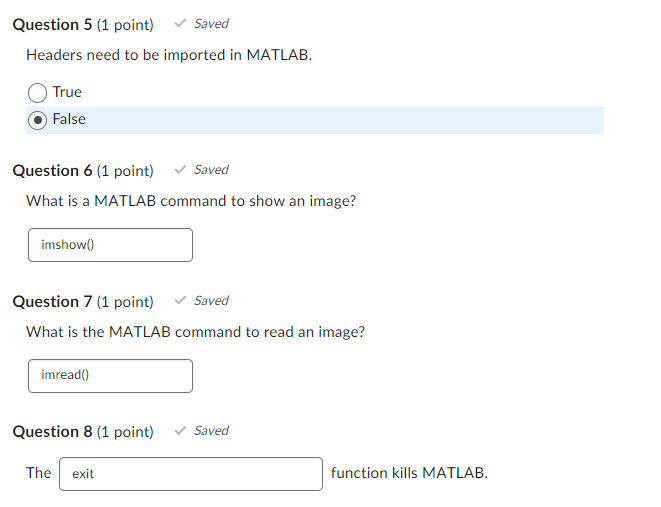 Question 5 (1 point) ✓ Saved
Headers need to be imported in MATLAB.
True
False
Question 6 (1 point) ✓ Saved
What is a MATLAB command to show an image?
imshow()
Question 7 (1 point) ✓ Saved
What is the MATLAB command to read an image?
imread()
Question 8 (1 point) ✓ Saved
The exit function kills MATLAB.